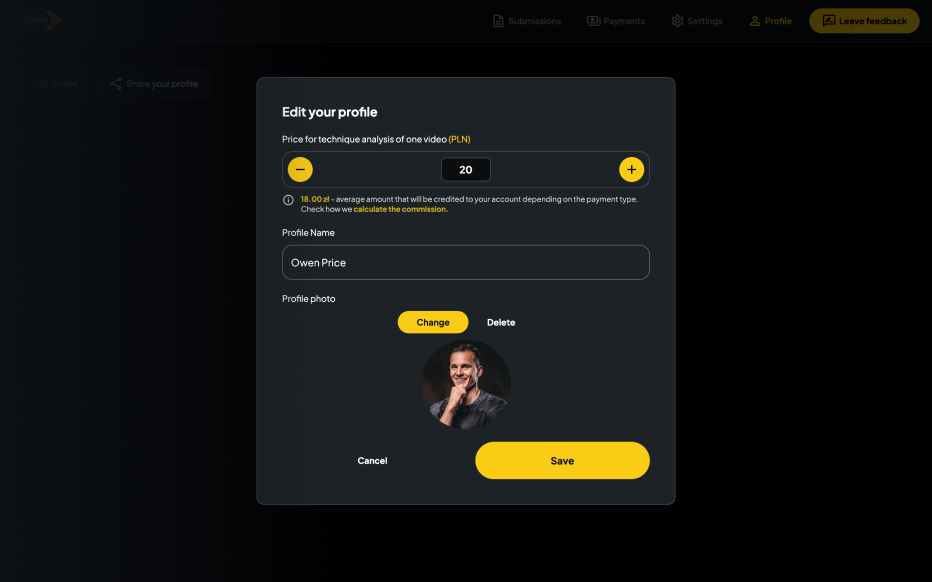 Submissions
Payments
Settings
Profile
Leave feedback
Edit profile
Share your profile
Edit your profile
Price for technique analysis of one video (PLN)
20
18.00 zł - average amount that will be credited to your account depending on the payment type.
Check how we calculate the commission.
Profile Name
Owen Price
Profile photo
Change
Delete
Cancel
Save